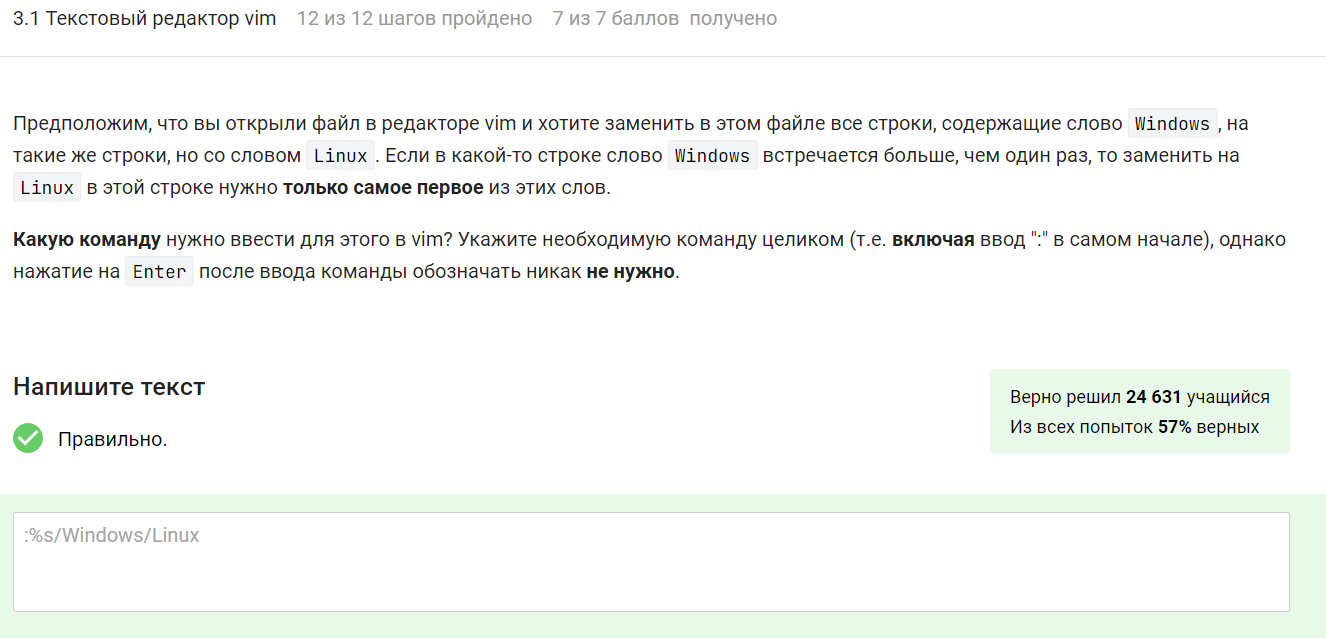 3.1 Текстовый редактор vim 12 из 12 шагов пройдено 7 из 7 баллов получено
Предположим, что вы открыли файл в редакторе vim и хотите заменить в этом файле все строки, содержащие слово Windows, на
такие же строки, но со словом Linux. Если в какой-то строке слово Windows встречается больше, чем один раз, то заменить на
Linux в этой строке нужно только самое первое из этих слов.
Какую команду нужно ввести для этого в vim? Укажите необходимую команду целиком (т.е. включая ввод ":" в самом начале), однако
нажатие на Enter после ввода команды обозначать никак не нужно.
Напишите текст
Верно решил 24 631 учащийся
Из всех попыток 57% верных
Правильно.
:%s/Windows/Linux